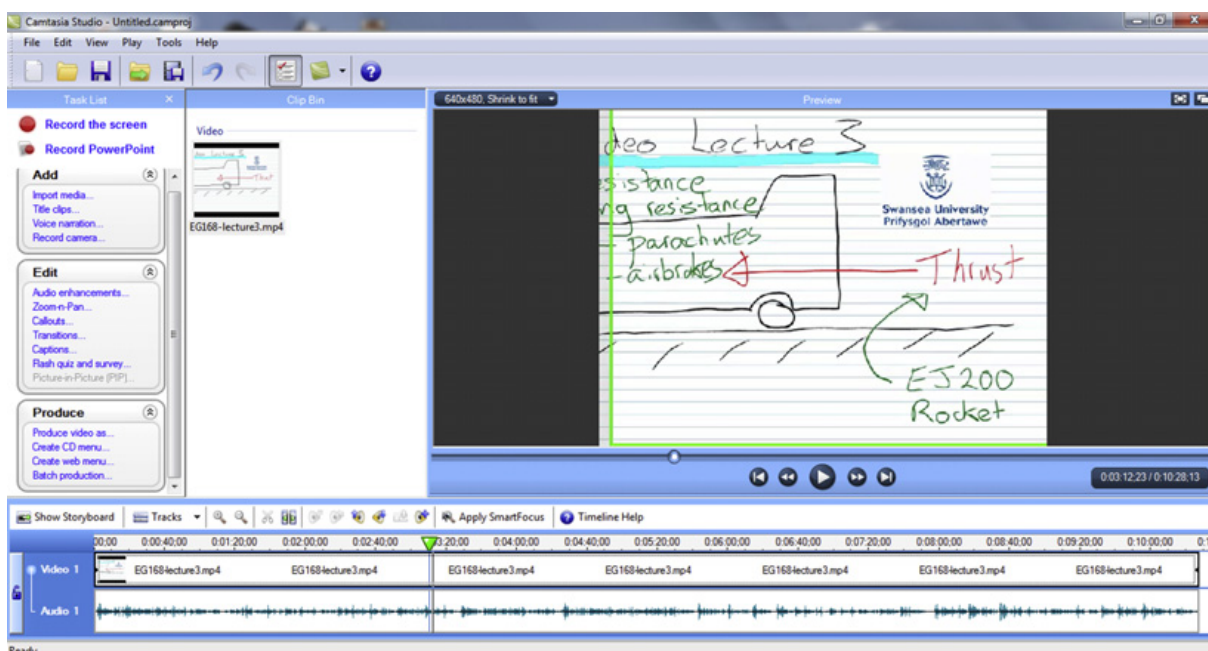 Camtasia Studio - Untitled.camproj
File Edit View Play Tools Help
Task List
Record the screen
Record PowerPoint
Add
Import media...
Title clips...
Voice narration...
Record camera...
Edit
Audio enhancements...
Zoom-n-Pan...
Callouts...
Transitions...
Captions...
Flash quiz and survey...
Picture-in-Picture (PIP)...
Produce
Produce video as...
Create CD menu...
Create web menu...
Batch production...
Clip Bin
Video
EG168-lecture3.mp4
640x480, Shrink to fit
Preview
deo Lecture 3
sistance
ng resistance
- parachutes
- airbrakes
Swansea University
Prifysgol Abertawe
Thrust
EJ200
Rocket
0:03:12;23 / 0:10:28;13
Show Storyboard Tracks Apply SmartFocus Timeline Help
00;00 0:00:40;00 0:01:20;00 0:02:00;00 0:02:40;00 3:20;00 0:04:00;00 0:04:40;00 0:05:20;00 0:06:00;00 0:06:40;00 0:07:20;00 0:08:00;00 0:08:40;00 0:09:20;00 0:10:00;00
Video 1 EG168-lecture3.mp4 EG168-lecture3.mp4 EG168-lecture3.mp4 EG168-lecture3.mp4 EG168-lecture3.mp4 EG168-lecture3.mp4 EG168-lecture3.mp4
Audio 1